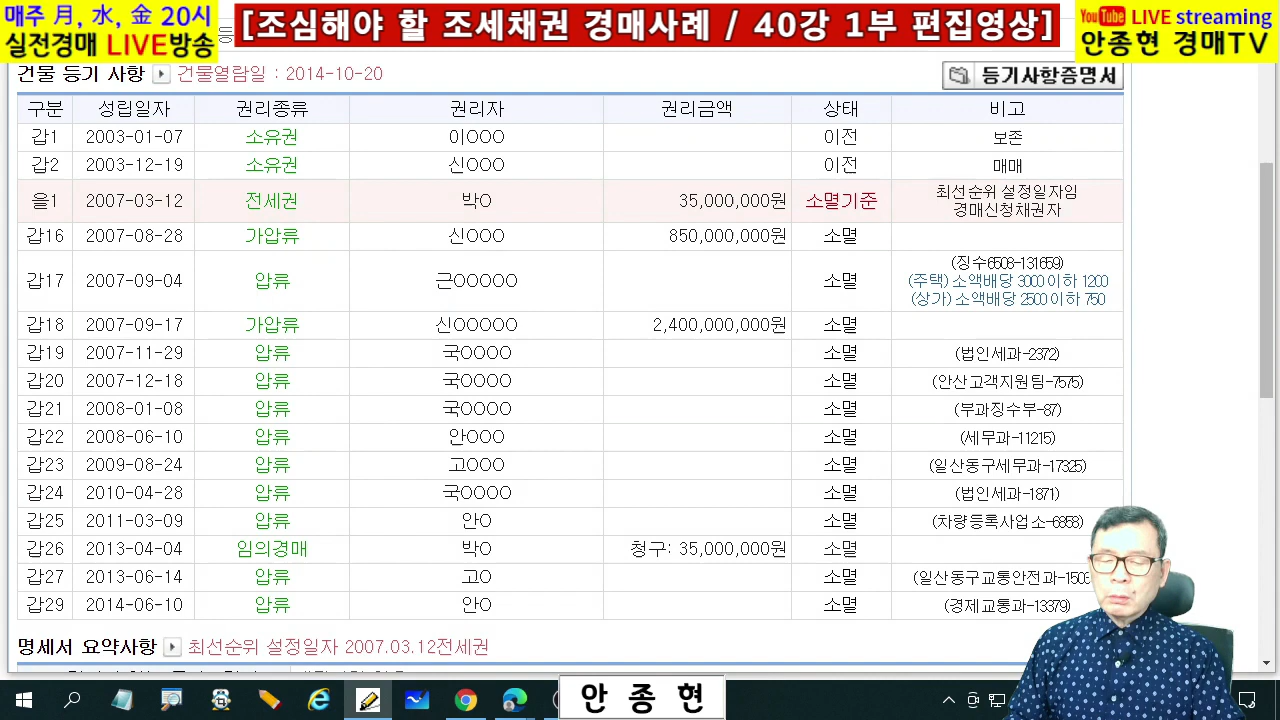 매주 月, 水, 金 20시
실전경매 LIVE방송
[조심해야 할 조세채권 경매사례 / 40강 1부 편집영상]
YouTube LIVE streaming
안종현 경매TV
건물 등기 사항 건물열람일 : 2014-10-20
등기사항증명서
구분 성립일자 권리종류 권리자 권리금액 상태 비고
갑1 2003-01-07 소유권 이OOO 이전 보존
갑2 2003-12-19 소유권 신OOO 이전 매매
을1 2007-03-12 전세권 박O 35,000,000원 소멸기준 최선순위 설정일자임
경매신청채권자
갑16 2007-08-28 가압류 신OOO 850,000,000원 소멸
갑17 2007-09-04 압류 근OOOOO 소멸 (징수6508-131659)
(주택) 소액배당 3000 이하 1200
(상가) 소액배당 2500 이하 750
갑18 2007-09-17 가압류 신OOOOO 2,400,000,000원 소멸
갑19 2007-11-29 압류 국OOOO 소멸 (법인세과-2372)
갑20 2007-12-18 압류 국OOOO 소멸 (안산고객지원팀-7575)
갑21 2008-01-08 압류 국OOOO 소멸 (부과징수부-87)
갑22 2008-06-10 압류 안OOO 소멸 (세무과-11215)
갑23 2009-08-24 압류 고OOO 소멸 (일산동구세무과-17325)
갑24 2010-04-28 압류 국OOOO 소멸 (법인세과-1871)
갑25 2011-03-09 압류 안O 소멸 (차량등록사업소-6858)
갑26 2013-04-04 임의경매 박O 청구: 35,000,000원 소멸
갑27 2013-06-14 압류 고O 소멸 (일산동구교통안전과-150
갑29 2014-06-10 압류 안O 소멸 (경제교통과-13379)
명세서 요약사항 최선순위 설정일자 2007.03.12전세권
안 종 현